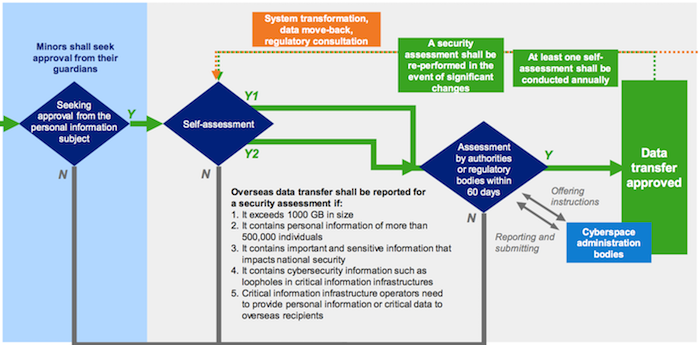 System transformation,
data move-back,
regulatory consultation
Minors shall seek
approval from their
guardians
A security
assessment shall be
re-performed in the
event of significant
changes
At least one self-
assessment shall be
conducted annually
Seeking
approval from the
personal information
subject
Y
N
Self-assessment
Y1
Y2
N
Assessment
by authorities
or regulatory
bodies within
60 days
Y
N
Data
transfer
approved
Offering
instructions
Reporting and
submitting
Cyberspace
administration
bodies
Overseas data transfer shall be reported for
a security assessment if:
1. It exceeds 1000 GB in size
2. It contains personal information of more than
500,000 individuals
3. It contains important and sensitive information that
impacts national security
4. It contains cybersecurity information such as
loopholes in critical information infrastructures
5. Critical information infrastructure operators need
to provide personal information or critical data to
overseas recipients